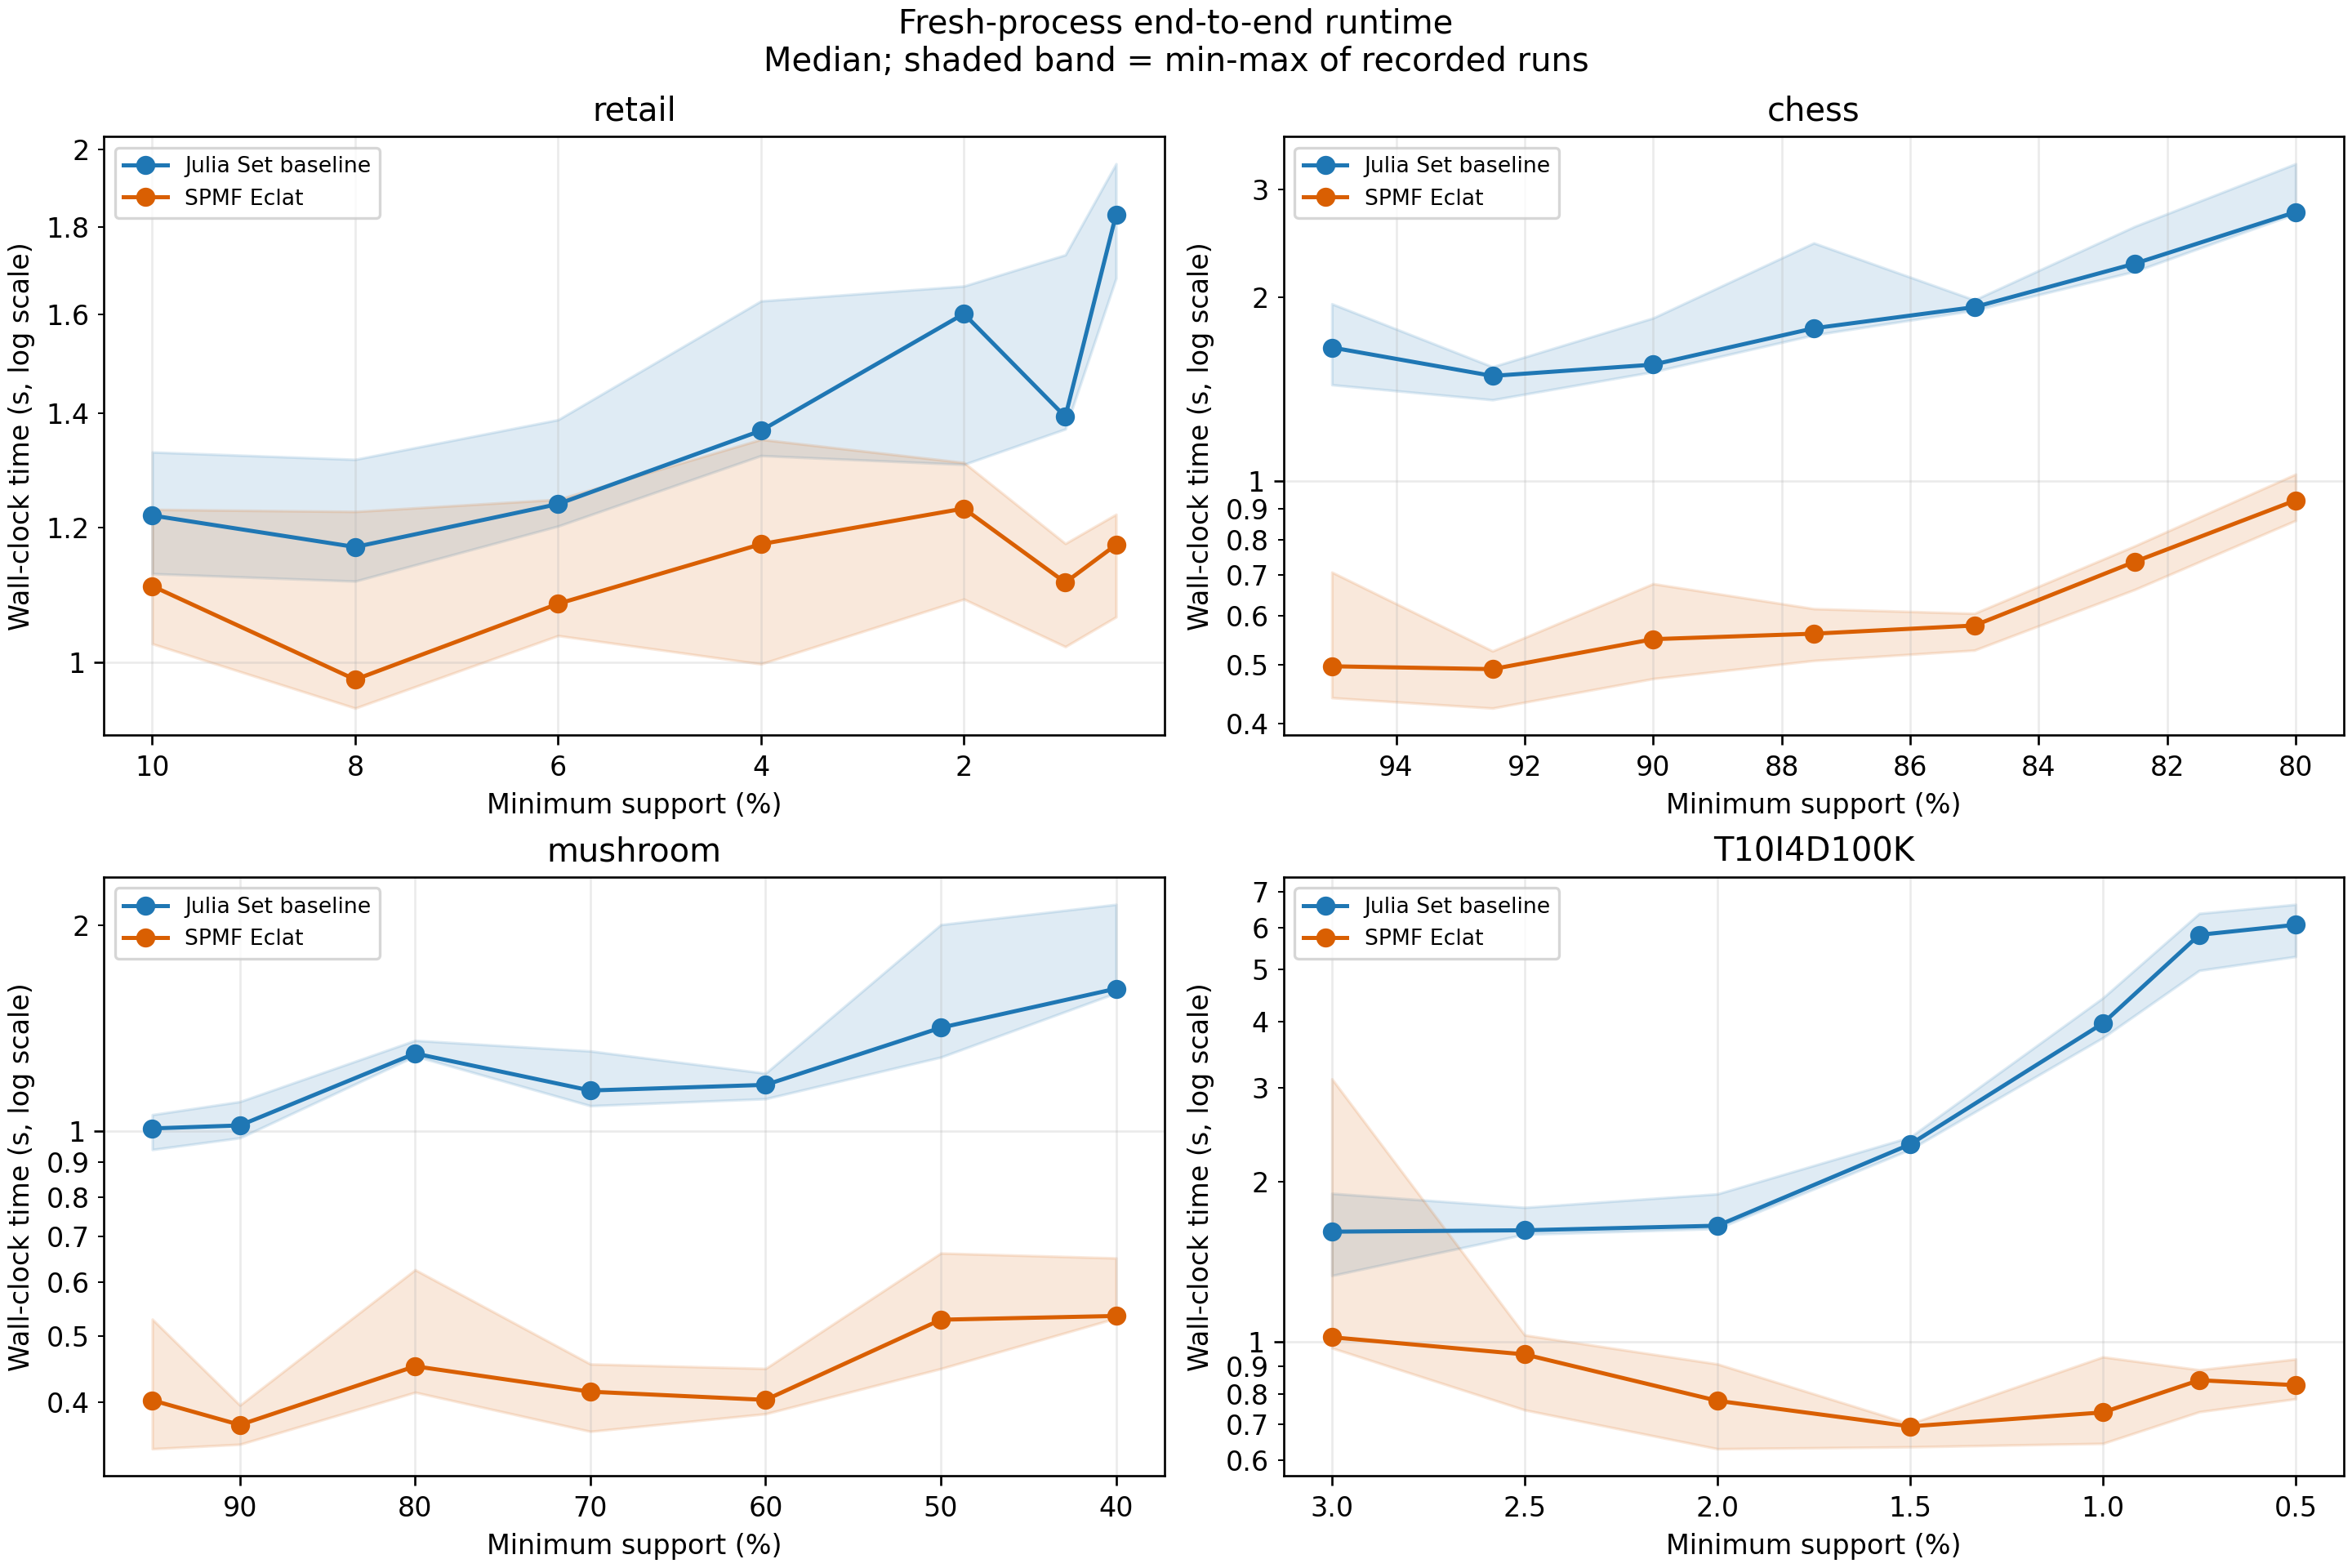 Fresh-process end-to-end runtime
Median; shaded band = min-max of recorded runs
retail
Julia Set baseline
SPMF Eclat
Wall-clock time (s, log scale)
2
1.8
1.6
1.4
1.2
1
10 8 6 4 2
Minimum support (%)
chess
Julia Set baseline
SPMF Eclat
Wall-clock time (s, log scale)
3
2
1
0.9
0.8
0.7
0.6
0.5
0.4
94 92 90 88 86 84 82 80
Minimum support (%)
mushroom
Julia Set baseline
SPMF Eclat
Wall-clock time (s, log scale)
2
1
0.9
0.8
0.7
0.6
0.5
0.4
90 80 70 60 50 40
Minimum support (%)
T10I4D100K
Julia Set baseline
SPMF Eclat
Wall-clock time (s, log scale)
7
6
5
4
3
2
1
0.9
0.8
0.7
0.6
3.0 2.5 2.0 1.5 1.0 0.5
Minimum support (%)